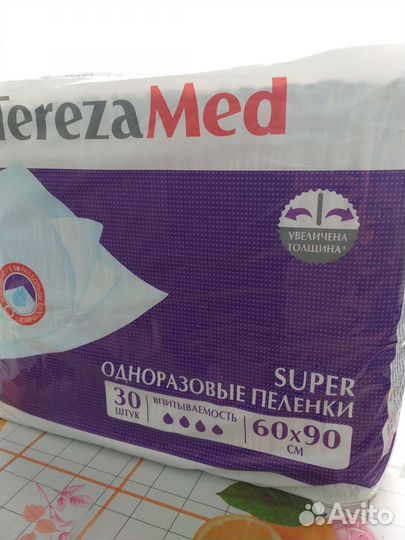 TerezaMed
УВЕЛИЧЕНА
ТОЛЩИНА*
SUPER
ОДНОРАЗОВЫЕ ПЕЛЕНКИ
30
ШТУК
ВПИТЫВАЕМОСТЬ
60x90
СМ
Avito